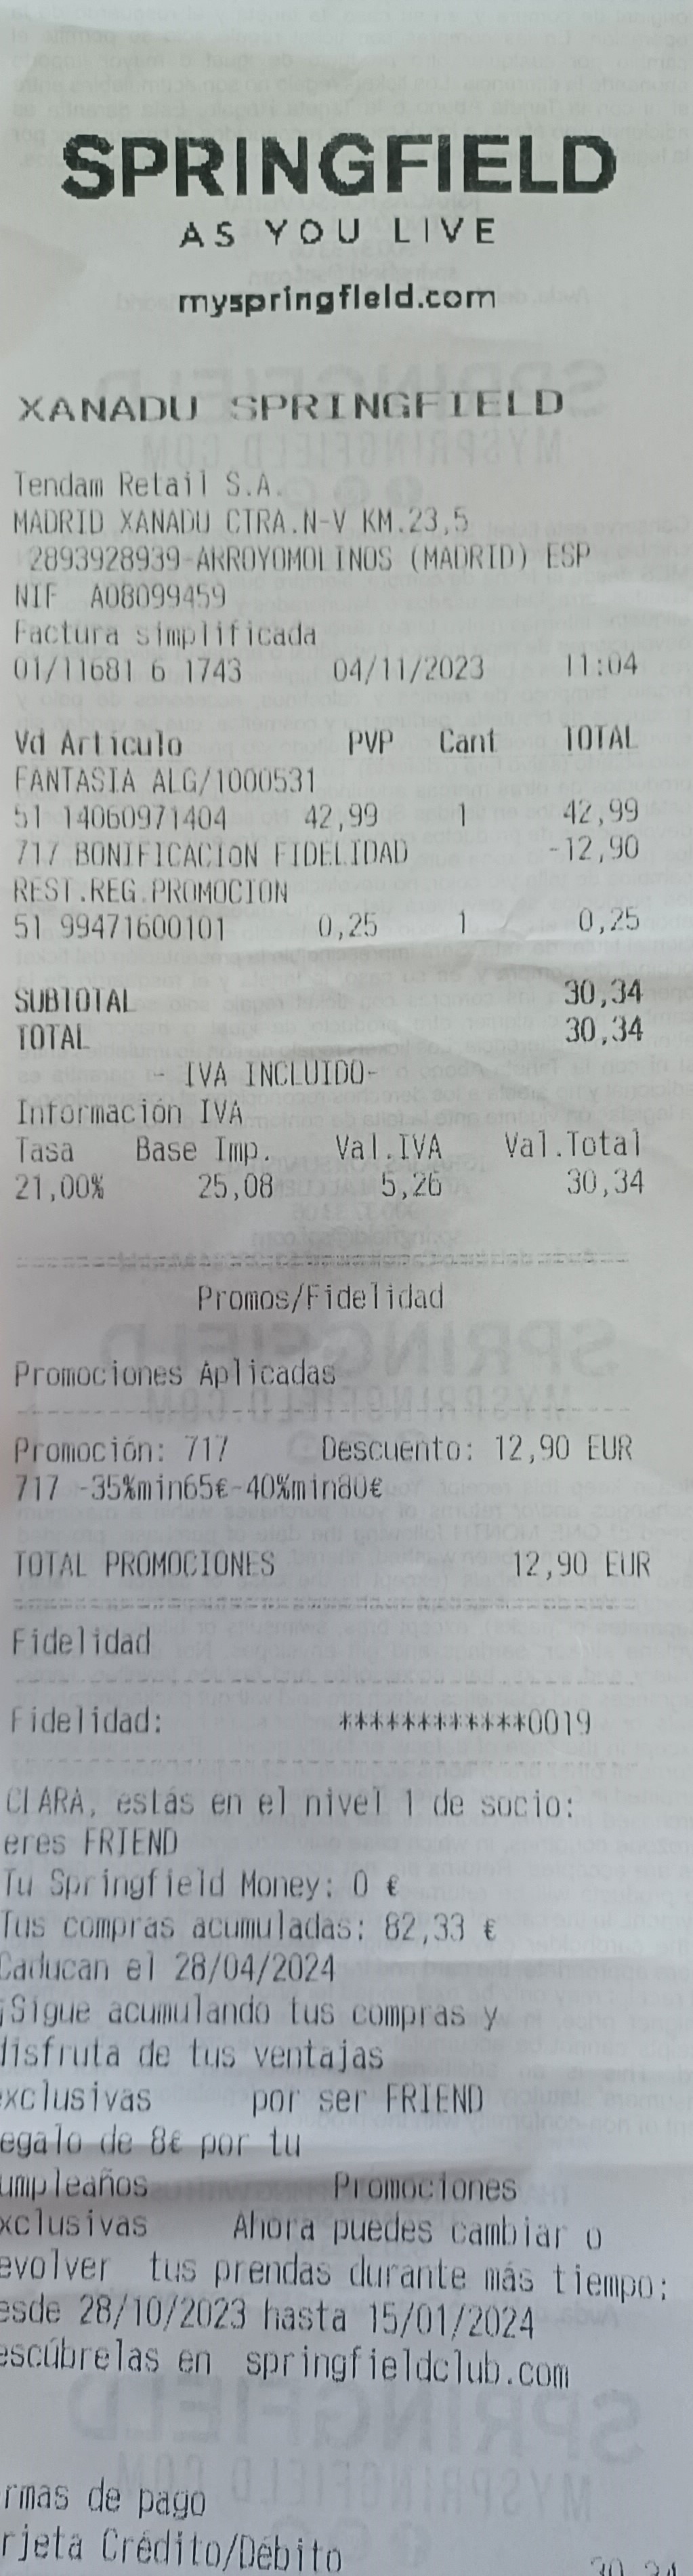 SPRINGFIELD
AS YOU LIVE
myspringfield.com
XANADU SPRINGFIELD
Tendam Retail S.A.
MADRID XANADU CTRA.N-V KM.23,5
2893928939-ARROYOMOLINOS (MADRID) ESP
NIF A08099459
Factura simplificada
01/11681 6 1743 04/11/2023 11:04
Vd Artículo PVP Cant TOTAL
FANTASIA ALG/1000531
51 14060971404 42,99 1 42,99
717 BONIFICACION FIDELIDAD -12,90
REST.REG.PROMOCION
51 99471600101 0,25 1 0,25
SUBTOTAL 30,34
TOTAL 30,34
- IVA INCLUIDO-
Información IVA
Tasa Base Imp. Val.IVA Val.Total
21,00% 25,08 5,26 30,34
Promos/Fidelidad
Promociones Aplicadas
Promoción: 717 Descuento: 12,90 EUR
717 -35%min65€-40%min80€
TOTAL PROMOCIONES 12,90 EUR
Fidelidad
Fidelidad: ************0019
CLARA, estás en el nivel 1 de socio:
eres FRIEND
Tu Springfield Money: 0 €
Tus compras acumuladas: 82,33 €
Caducan el 28/04/2024
¡Sigue acumulando tus compras y
disfruta de tus ventajas
xclusivas por ser FRIEND
egalo de 8€ por tu
umpleaños Promociones
xclusivas Ahora puedes cambiar o
evolver tus prendas durante más tiempo:
esde 28/10/2023 hasta 15/01/2024
escúbrelas en springfieldclub.com
rmas de pago
rjeta Crédito/Débito 30,34